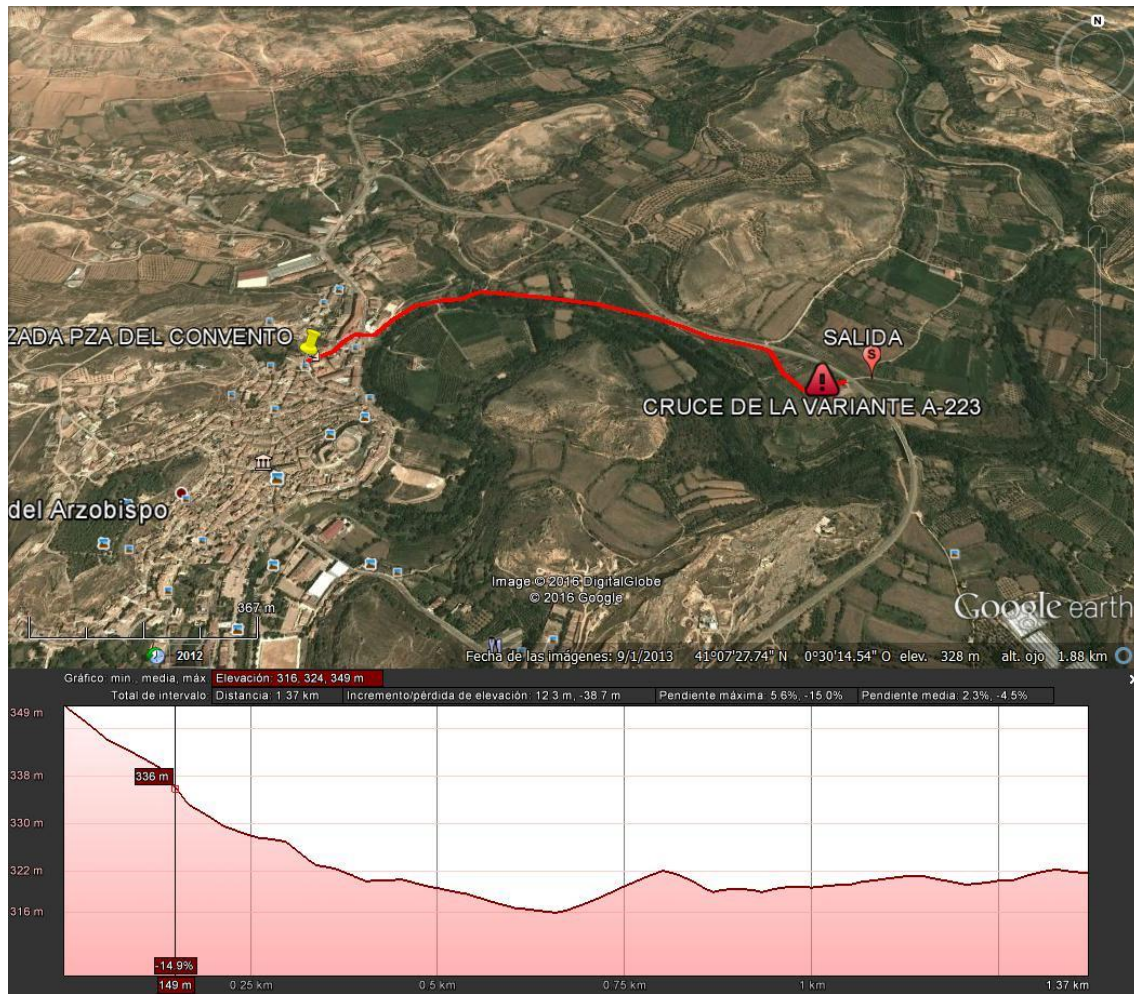 N
ZADA PZA DEL CONVENTO
SALIDA
S
CRUCE DE LA VARIANTE A-223
del Arzobispo
367 m
Image © 2016 DigitalGlobe
© 2016 Google
Google earth
2012
Fecha de las imágenes: 9/1/2013 41°07'27.74" N 0°30'14.54" O elev. 328 m alt. ojo 1.88 km
Gráfico: min., media, máx Elevación: 316, 324, 349 m
Total de intervalo Distancia: 1.37 km Incremento/pérdida de elevación: 12.3 m, -38.7 m Pendiente máxima: 5.6%, -15.0% Pendiente media: 2.3%, -4.5%
349 m
336 m
338 m
330 m
322 m
316 m
-14.9%
149 m 0.25 km 0.5 km 0.75 km 1 km 1.37 km